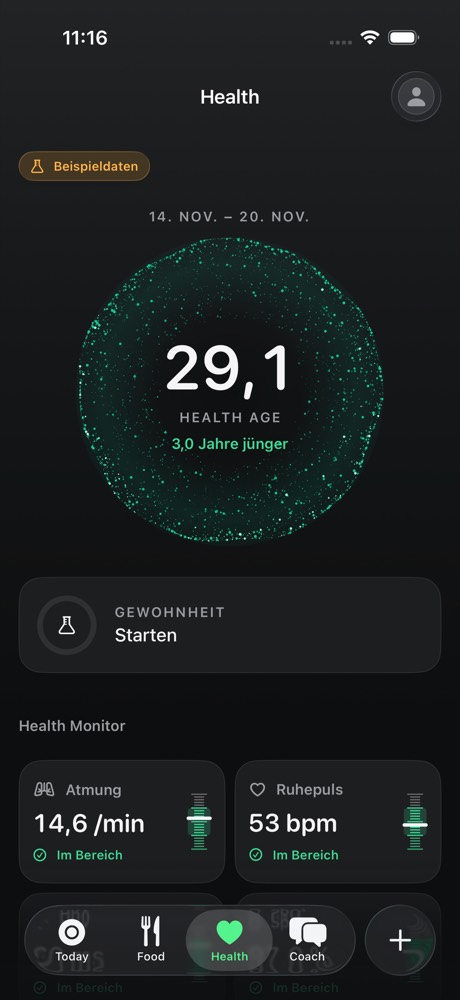 11:16
Health
Beispieldaten
14. NOV. – 20. NOV.
29,1
HEALTH AGE
3,0 Jahre jünger
GEWOHNHEIT
Starten
Health Monitor
Atmung
Ruhepuls
14,6 /min
53 bpm
Im Bereich
Im Bereich
Today
Food
Health
Coach
Im Bereich
Im Bereich